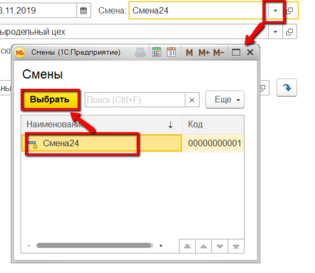 3.11.2019 Смена: Смена24
ыродельный цех
Смены (1С:Предприятие) M M+ M-
Смены
Выбрать Поиск (Ctrl+F) × Еще
Наименование ↓ Код
Смена24 00000000001